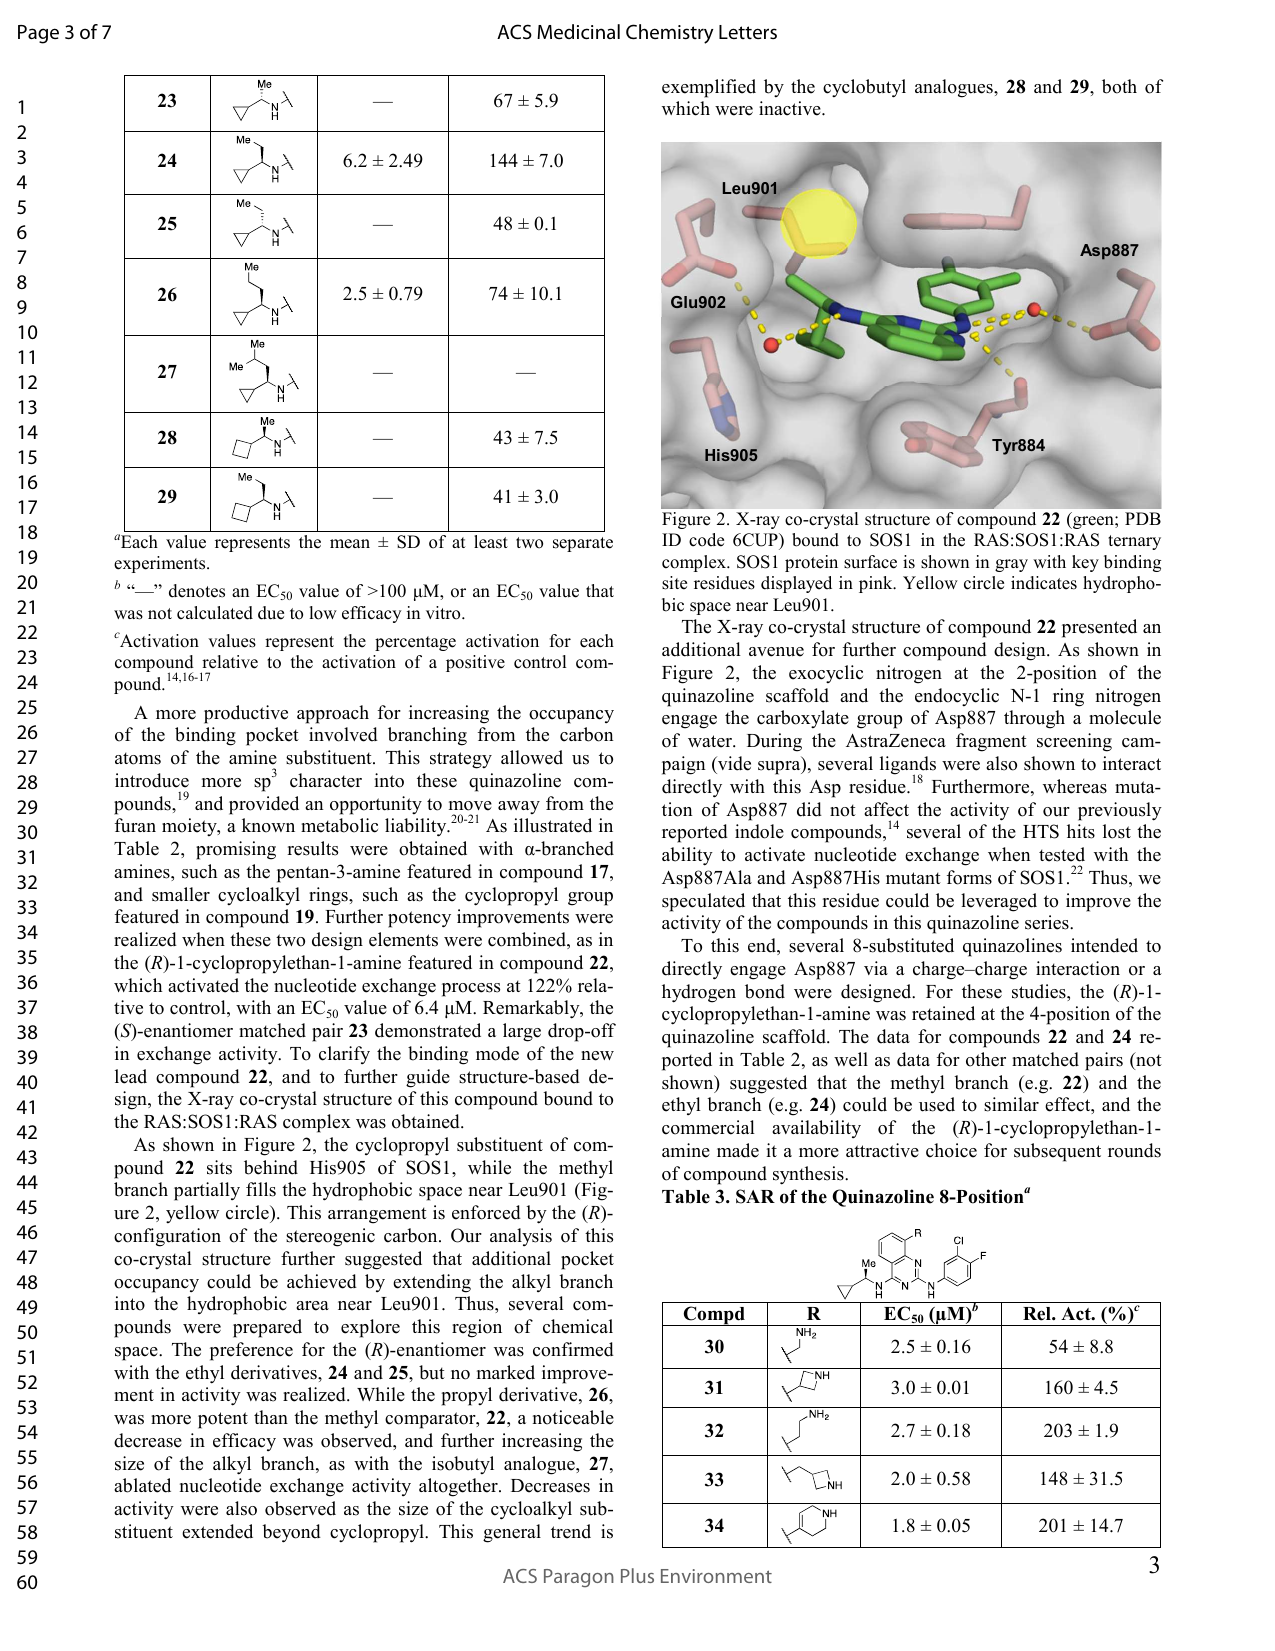 Page 3 of 7
ACS Medicinal Chemistry Letters
1
2
3
4
5
6
7
8
9
10
11
12
13
14
15
16
17
18
19
20
21
22
23
24
25
26
27
28
29
30
31
32
33
34
35
36
37
38
39
40
41
42
43
44
45
46
47
48
49
50
51
52
53
54
55
56
57
58
59
60
23 Me N H — 67 ± 5.9
24 Me N H 6.2 ± 2.49 144 ± 7.0
25 Me N H — 48 ± 0.1
26 Me N H 2.5 ± 0.79 74 ± 10.1
27 Me Me N H — —
28 Me N H — 43 ± 7.5
29 Me N H — 41 ± 3.0
aEach value represents the mean ± SD of at least two separate
experiments.
b “—” denotes an EC50 value of >100 μM, or an EC50 value that
was not calculated due to low efficacy in vitro.
cActivation values represent the percentage activation for each
compound relative to the activation of a positive control com-
pound.14,16-17
A more productive approach for increasing the occupancy
of the binding pocket involved branching from the carbon
atoms of the amine substituent. This strategy allowed us to
introduce more sp3 character into these quinazoline com-
pounds,19 and provided an opportunity to move away from the
furan moiety, a known metabolic liability.20-21 As illustrated in
Table 2, promising results were obtained with α-branched
amines, such as the pentan-3-amine featured in compound 17,
and smaller cycloalkyl rings, such as the cyclopropyl group
featured in compound 19. Further potency improvements were
realized when these two design elements were combined, as in
the (R)-1-cyclopropylethan-1-amine featured in compound 22,
which activated the nucleotide exchange process at 122% rela-
tive to control, with an EC50 value of 6.4 μM. Remarkably, the
(S)-enantiomer matched pair 23 demonstrated a large drop-off
in exchange activity. To clarify the binding mode of the new
lead compound 22, and to further guide structure-based de-
sign, the X-ray co-crystal structure of this compound bound to
the RAS:SOS1:RAS complex was obtained.
As shown in Figure 2, the cyclopropyl substituent of com-
pound 22 sits behind His905 of SOS1, while the methyl
branch partially fills the hydrophobic space near Leu901 (Fig-
ure 2, yellow circle). This arrangement is enforced by the (R)-
configuration of the stereogenic carbon. Our analysis of this
co-crystal structure further suggested that additional pocket
occupancy could be achieved by extending the alkyl branch
into the hydrophobic area near Leu901. Thus, several com-
pounds were prepared to explore this region of chemical
space. The preference for the (R)-enantiomer was confirmed
with the ethyl derivatives, 24 and 25, but no marked improve-
ment in activity was realized. While the propyl derivative, 26,
was more potent than the methyl comparator, 22, a noticeable
decrease in efficacy was observed, and further increasing the
size of the alkyl branch, as with the isobutyl analogue, 27,
ablated nucleotide exchange activity altogether. Decreases in
activity were also observed as the size of the cycloalkyl sub-
stituent extended beyond cyclopropyl. This general trend is
exemplified by the cyclobutyl analogues, 28 and 29, both of
which were inactive.
Leu901
Asp887
Glu902
His905
Tyr884
Figure 2. X-ray co-crystal structure of compound 22 (green; PDB
ID code 6CUP) bound to SOS1 in the RAS:SOS1:RAS ternary
complex. SOS1 protein surface is shown in gray with key binding
site residues displayed in pink. Yellow circle indicates hydropho-
bic space near Leu901.
The X-ray co-crystal structure of compound 22 presented an
additional avenue for further compound design. As shown in
Figure 2, the exocyclic nitrogen at the 2-position of the
quinazoline scaffold and the endocyclic N-1 ring nitrogen
engage the carboxylate group of Asp887 through a molecule
of water. During the AstraZeneca fragment screening cam-
paign (vide supra), several ligands were also shown to interact
directly with this Asp residue.18 Furthermore, whereas muta-
tion of Asp887 did not affect the activity of our previously
reported indole compounds,14 several of the HTS hits lost the
ability to activate nucleotide exchange when tested with the
Asp887Ala and Asp887His mutant forms of SOS1.22 Thus, we
speculated that this residue could be leveraged to improve the
activity of the compounds in this quinazoline series.
To this end, several 8-substituted quinazolines intended to
directly engage Asp887 via a charge–charge interaction or a
hydrogen bond were designed. For these studies, the (R)-1-
cyclopropylethan-1-amine was retained at the 4-position of the
quinazoline scaffold. The data for compounds 22 and 24 re-
ported in Table 2, as well as data for other matched pairs (not
shown) suggested that the methyl branch (e.g. 22) and the
ethyl branch (e.g. 24) could be used to similar effect, and the
commercial availability of the (R)-1-cyclopropylethan-1-
amine made it a more attractive choice for subsequent rounds
of compound synthesis.
Table 3. SAR of the Quinazoline 8-Positiona
R
Cl
F
Me
N
N H N N H
Compd R EC50 (μM)b Rel. Act. (%)c
30 NH2 2.5 ± 0.16 54 ± 8.8
31 NH 3.0 ± 0.01 160 ± 4.5
32 NH2 2.7 ± 0.18 203 ± 1.9
33 NH 2.0 ± 0.58 148 ± 31.5
34 NH 1.8 ± 0.05 201 ± 14.7
3
ACS Paragon Plus Environment